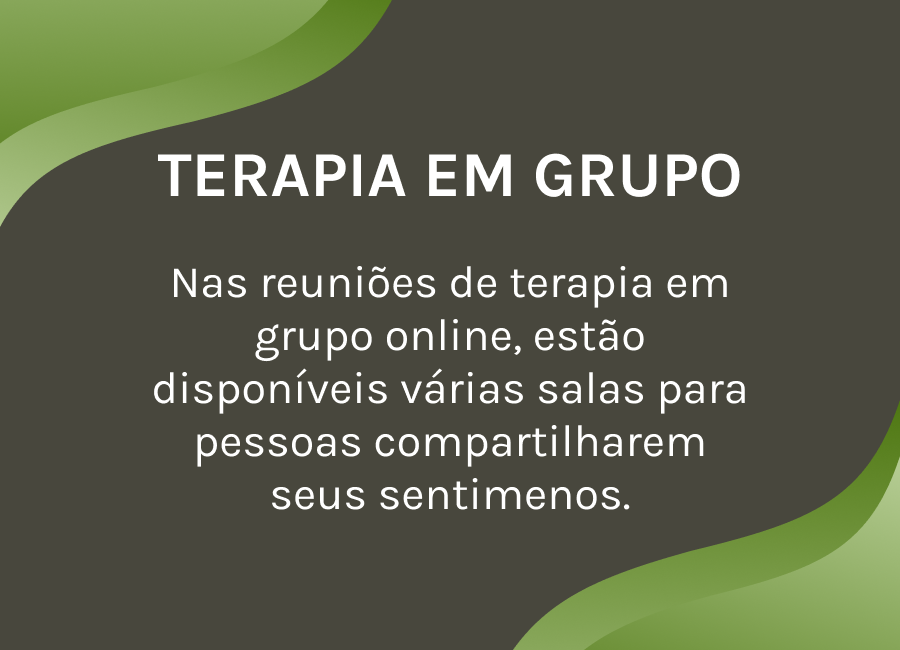 TERAPIA EM GRUPO
Nas reuniões de terapia em
grupo online, estão
disponíveis várias salas para
pessoas compartilharem
seus sentimenos.